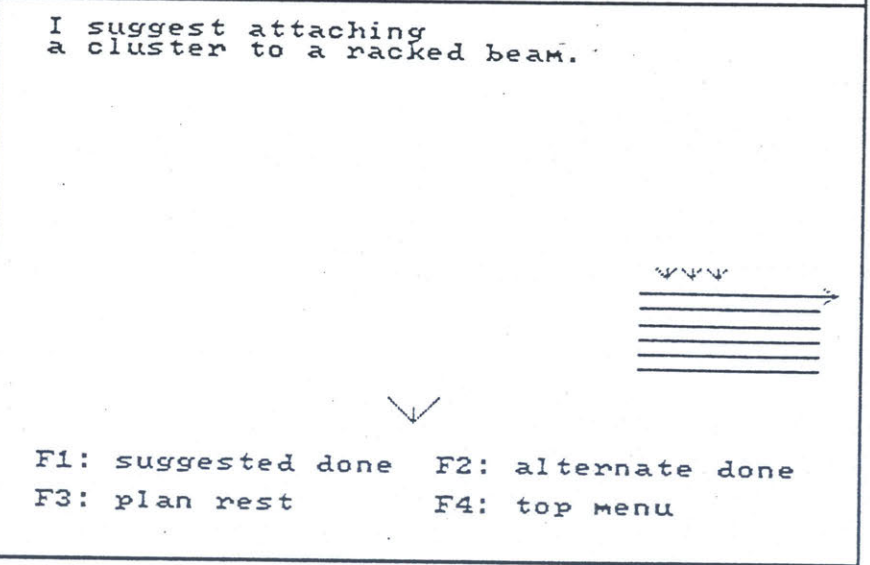 I suggest attaching
a cluster to a racked beam.
F1: suggested done F2: alternate done
F3: plan rest F4: top menu